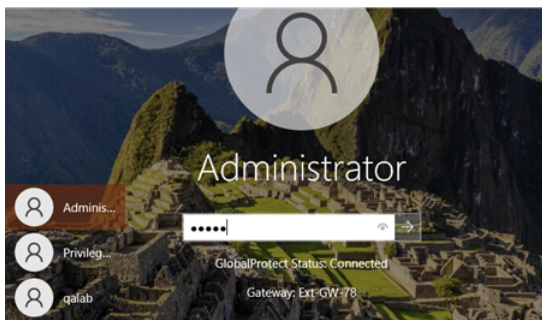 Administrator
Adminis...
●●●●●
Privileg...
GlobalProtect Status: Connected
qalab
Gateway: Ext-GW-78